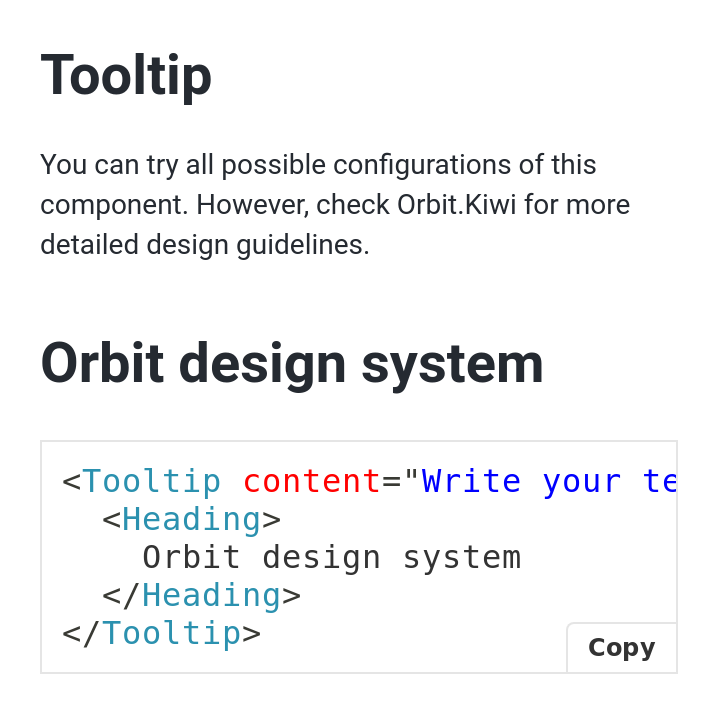 Tooltip
You can try all possible configurations of this
component. However, check Orbit.Kiwi for more
detailed design guidelines.
Orbit design system
<Tooltip content="Write your te
<Heading>
Orbit design system
</Heading>
</Tooltip>
Copy